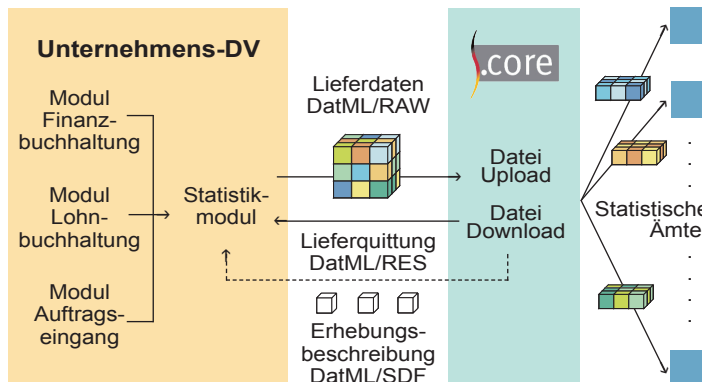 Unternehmens-DV
Modul
Finanz-
buchhaltung
Modul
Lohn-
buchhaltung
Modul
Auftrags-
eingang
Statistik-
modul
Lieferdaten
DatML/RAW
Lieferquittung
DatML/RES
Erhebungs-
beschreibung
DatML/SDF
.core
Datei
Upload
Datei
Download
Statistische
Ämte